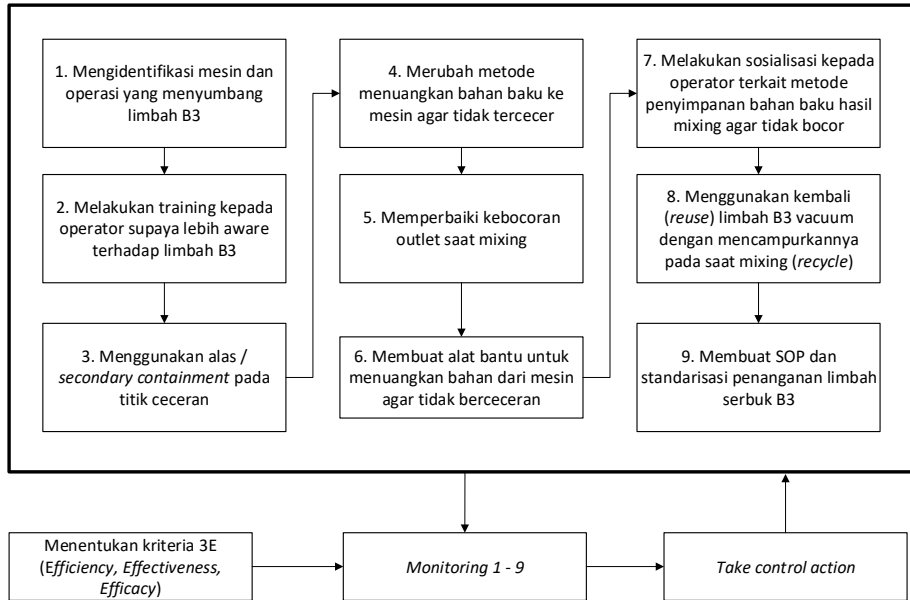 1. Mengidentifikasi mesin dan
operasi yang menyumbang
limbah B3
2. Melakukan training kepada
operator supaya lebih aware
terhadap limbah B3
3. Menggunakan alas /
secondary containment pada
titik ceceran
4. Merubah metode
menuangkan bahan baku ke
mesin agar tidak tercecer
5. Memperbaiki kebocoran
outlet saat mixing
6. Membuat alat bantu untuk
menuangkan bahan dari mesin
agar tidak berceceran
7. Melakukan sosialisasi kepada
operator terkait metode
penyimpanan bahan baku hasil
mixing agar tidak bocor
8. Menggunakan kembali
(reuse) limbah B3 vacuum
dengan mencampurkannya
pada saat mixing (recycle)
9. Membuat SOP dan
standarisasi penanganan limbah
serbuk B3
Menentukan kriteria 3E
(Efficiency, Effectiveness,
Efficacy)
Monitoring 1 - 9
Take control action